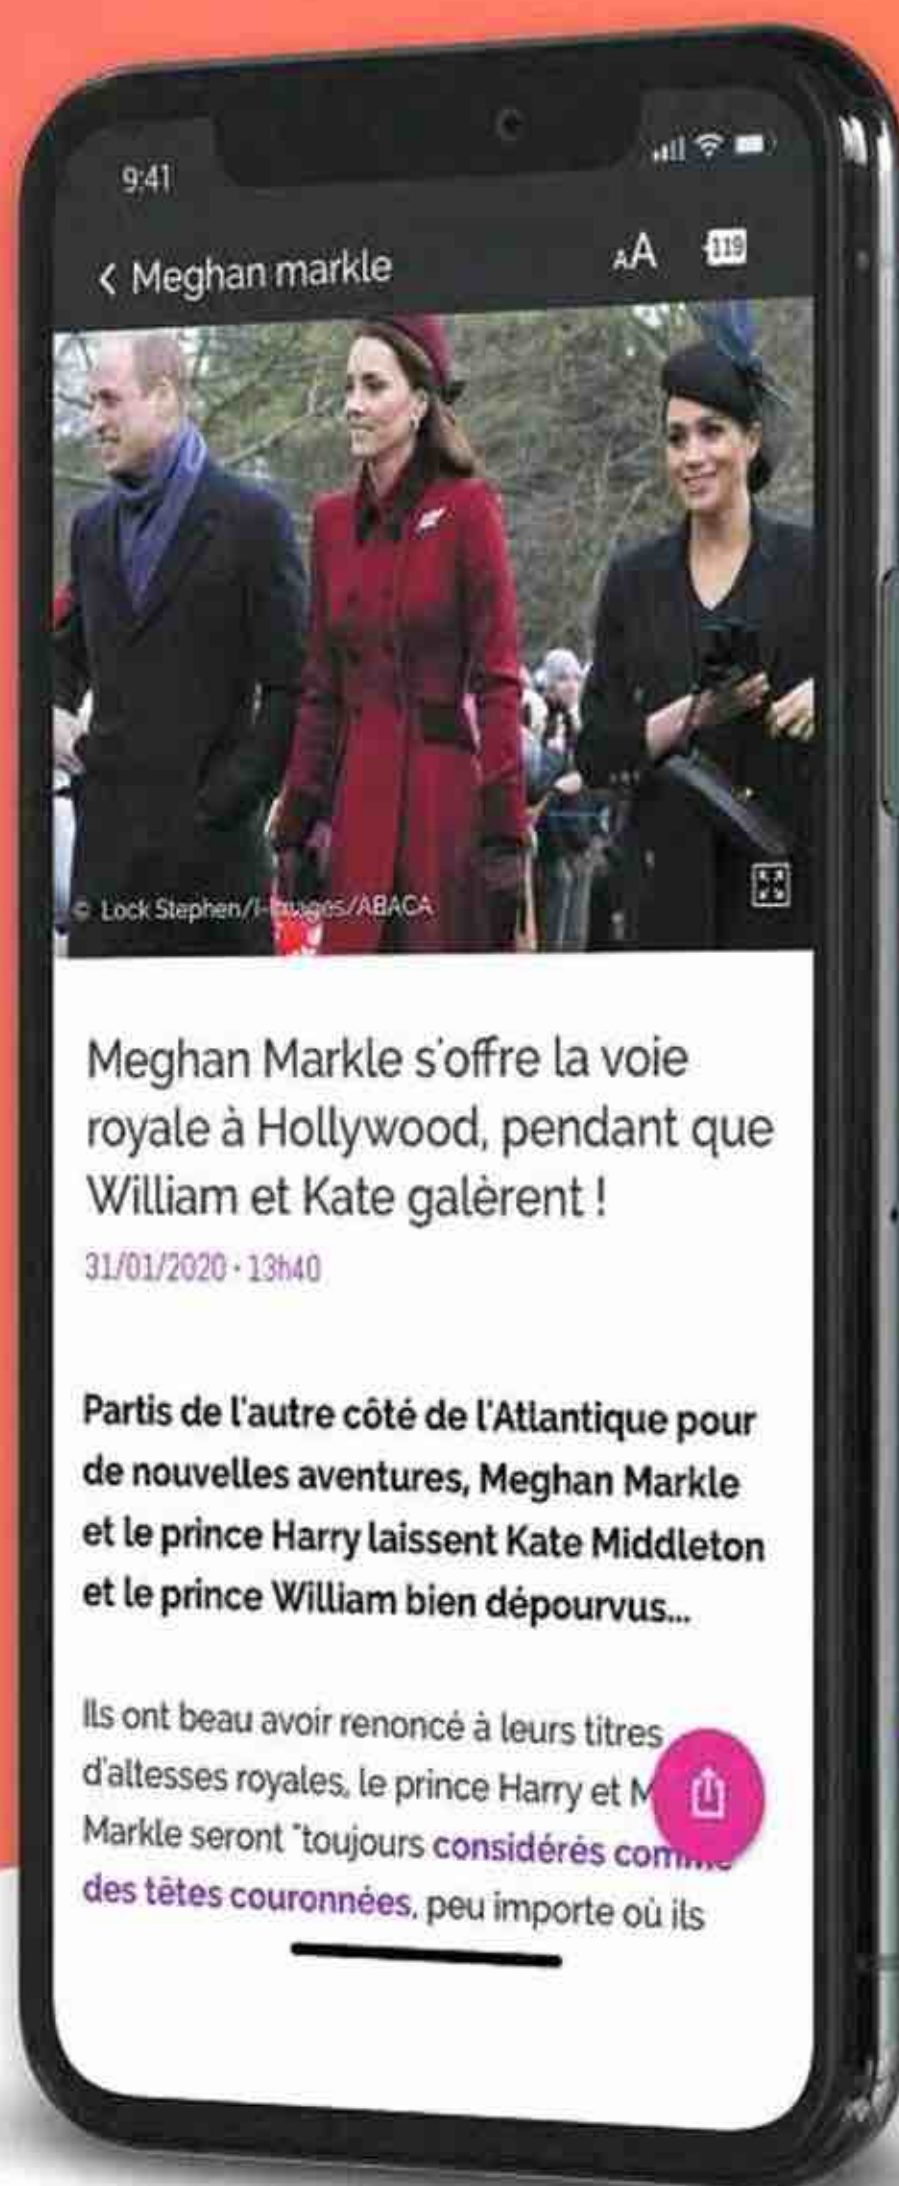 9:41
< Meghan markle
AA
119
© Lock Stephen/I-Images/ABACA
Meghan Markle s'offre la voie
royale à Hollywood, pendant que
William et Kate galèrent !
31/01/2020 • 13h40
Partis de l'autre côté de l'Atlantique pour
de nouvelles aventures, Meghan Markle
et le prince Harry laissent Kate Middleton
et le prince William bien dépourvus...
Ils ont beau avoir renoncé à leurs titres
d'altesses royales, le prince Harry et M
Markle seront "toujours considérés comme
des têtes couronnées, peu importe où ils